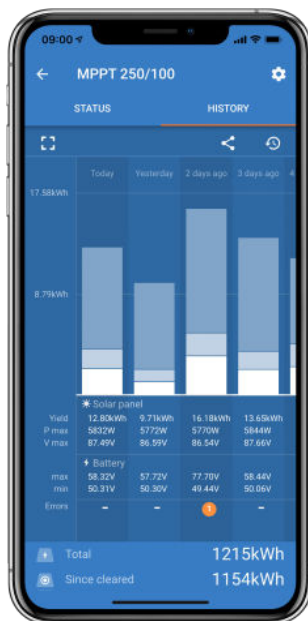 09:00
MPPT 250/100
STATUS HISTORY
Today Yesterday 2 days ago 3 days ago 4
17.58kWh
8.79kWh
Solar panel
Yield 12.80kWh 9.71kWh 16.18kWh 13.65kWh
P max 5832W 5772W 5770W 5844W
V max 87.49V 86.59V 86.54V 87.66V
Battery
max 58.32V 57.72V 77.70V 58.44V
min 50.31V 50.30V 49.44V 50.06V
Errors – – 1 –
Total 1215kWh
Since cleared 1154kWh